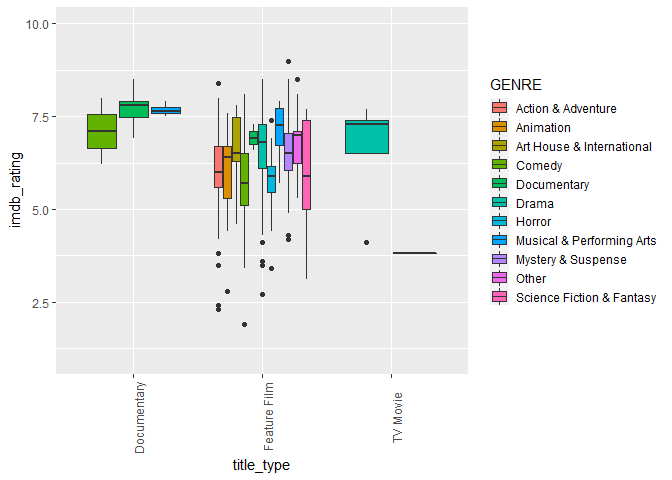 10.0
7.5
5.0
2.5
imdb_rating
Documentary
Feature Film
TV Movie
title_type
GENRE
Action & Adventure
Animation
Art House & International
Comedy
Documentary
Drama
Horror
Musical & Performing Arts
Mystery & Suspense
Other
Science Fiction & Fantasy